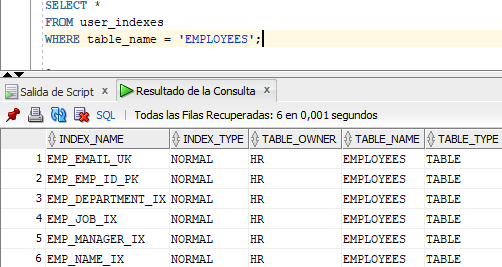 SELECT *
FROM user_indexes
WHERE table_name = 'EMPLOYEES';
Salida de Script x Resultado de la Consulta x
SQL | Todas las Filas Recuperadas: 6 en 0,001 segundos
INDEX_NAME INDEX_TYPE TABLE_OWNER TABLE_NAME TABLE_TYPE
1 EMP_EMAIL_UK NORMAL HR EMPLOYEES TABLE
2 EMP_EMP_ID_PK NORMAL HR EMPLOYEES TABLE
3 EMP_DEPARTMENT_IX NORMAL HR EMPLOYEES TABLE
4 EMP_JOB_IX NORMAL HR EMPLOYEES TABLE
5 EMP_MANAGER_IX NORMAL HR EMPLOYEES TABLE
6 EMP_NAME_IX NORMAL HR EMPLOYEES TABLE